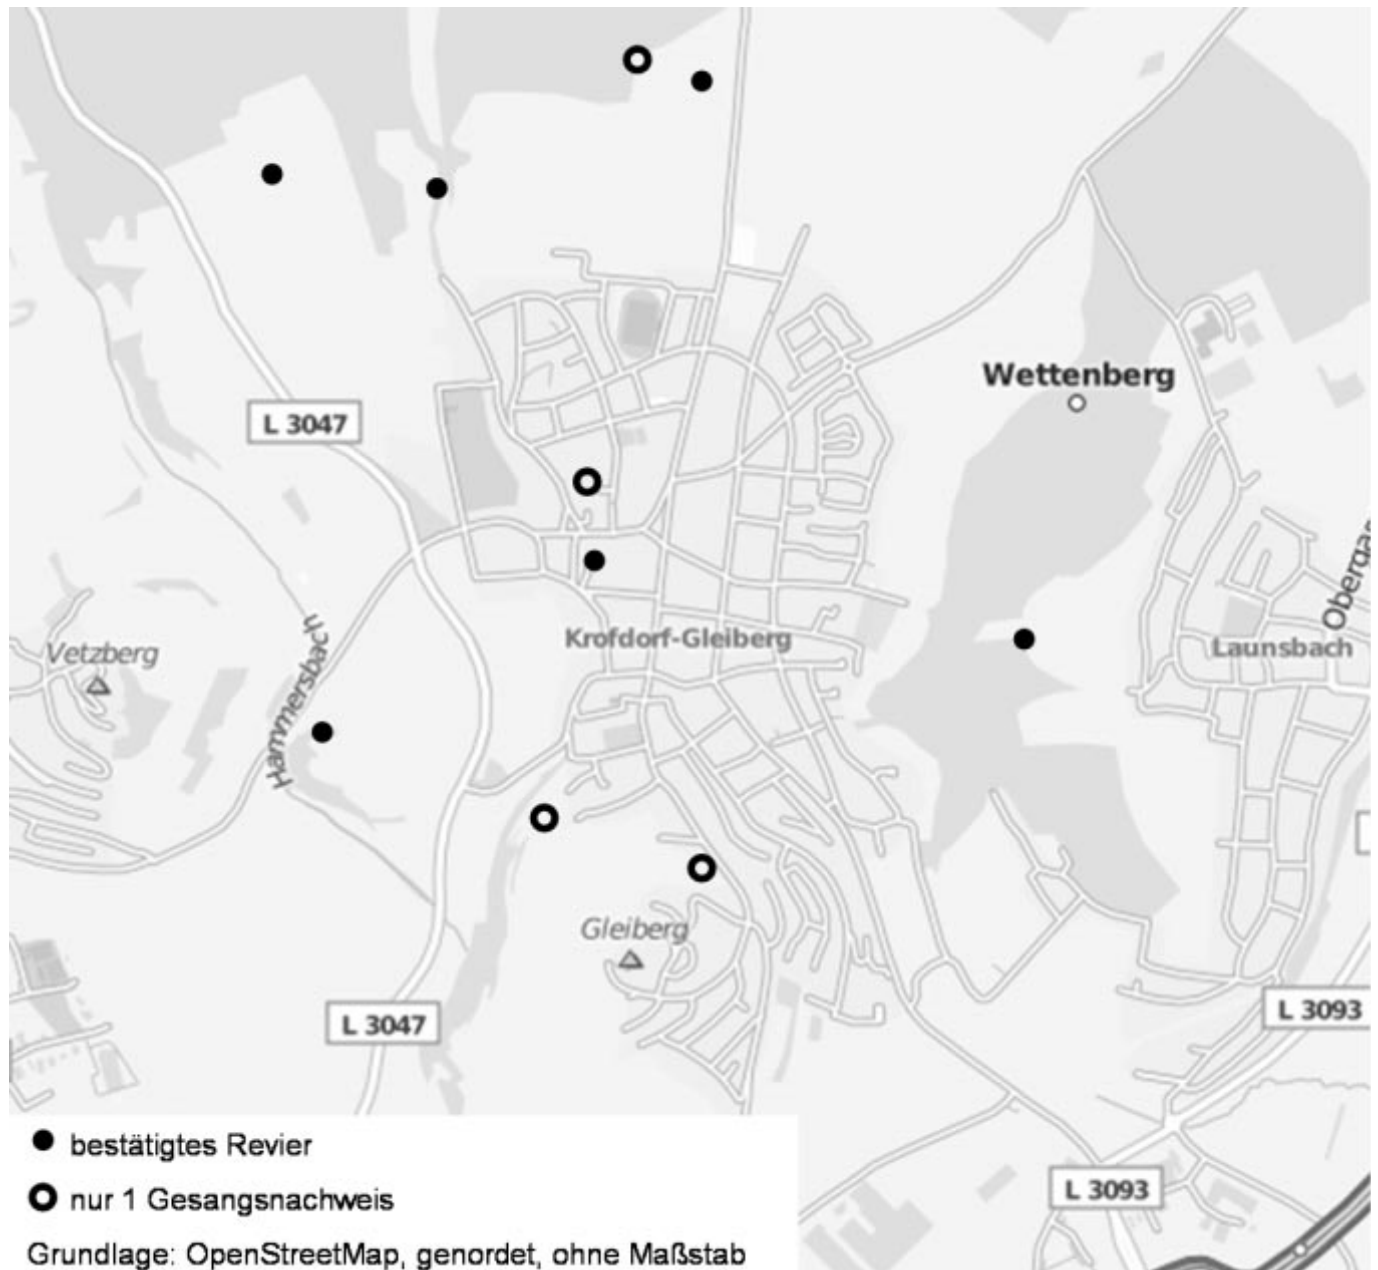 Wettenberg
L 3047
Obergas
Krofdorf-Gleiberg
Launsbach
Vetzberg
Hammersbach
Gleiberg
L 3047
L 3093
L 3093
bestätigtes Revier
nur 1 Gesangsnachweis
Grundlage: OpenStreetMap, genordet, ohne Maßstab